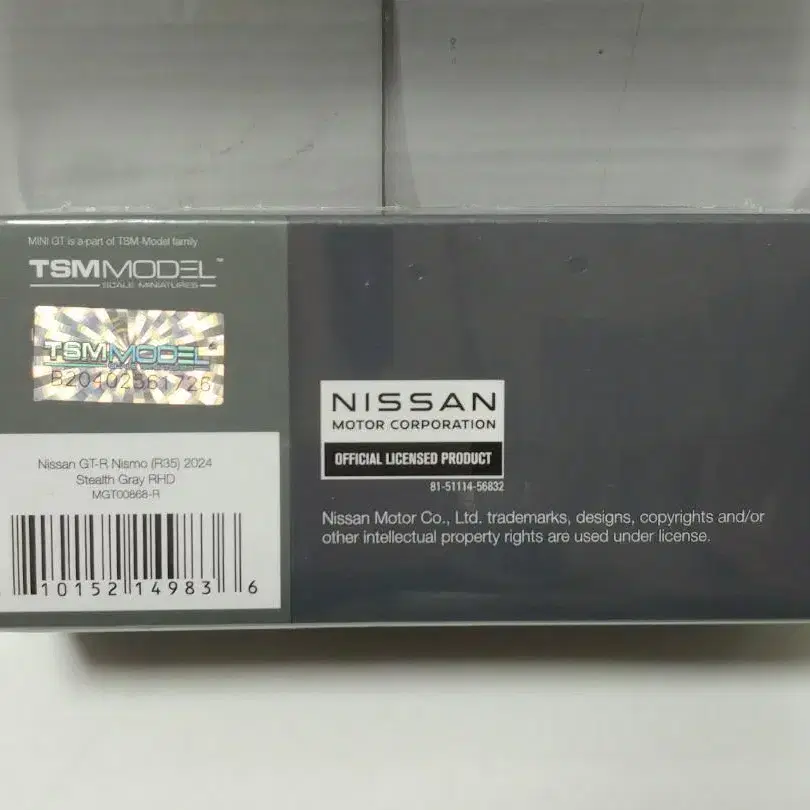 MINI GT is a part of TSM-Model family
TSMMODEL™
SCALE MINIATURES
TSMMODEL
B20402361726
Nissan GT-R Nismo (R35) 2024
Stealth Gray RHD
MGT00868-R
10152 14983 6
NISSAN
MOTOR CORPORATION
OFFICIAL LICENSED PRODUCT
81-51114-56832
Nissan Motor Co., Ltd. trademarks, designs, copyrights and/or
other intellectual property rights are used under license.